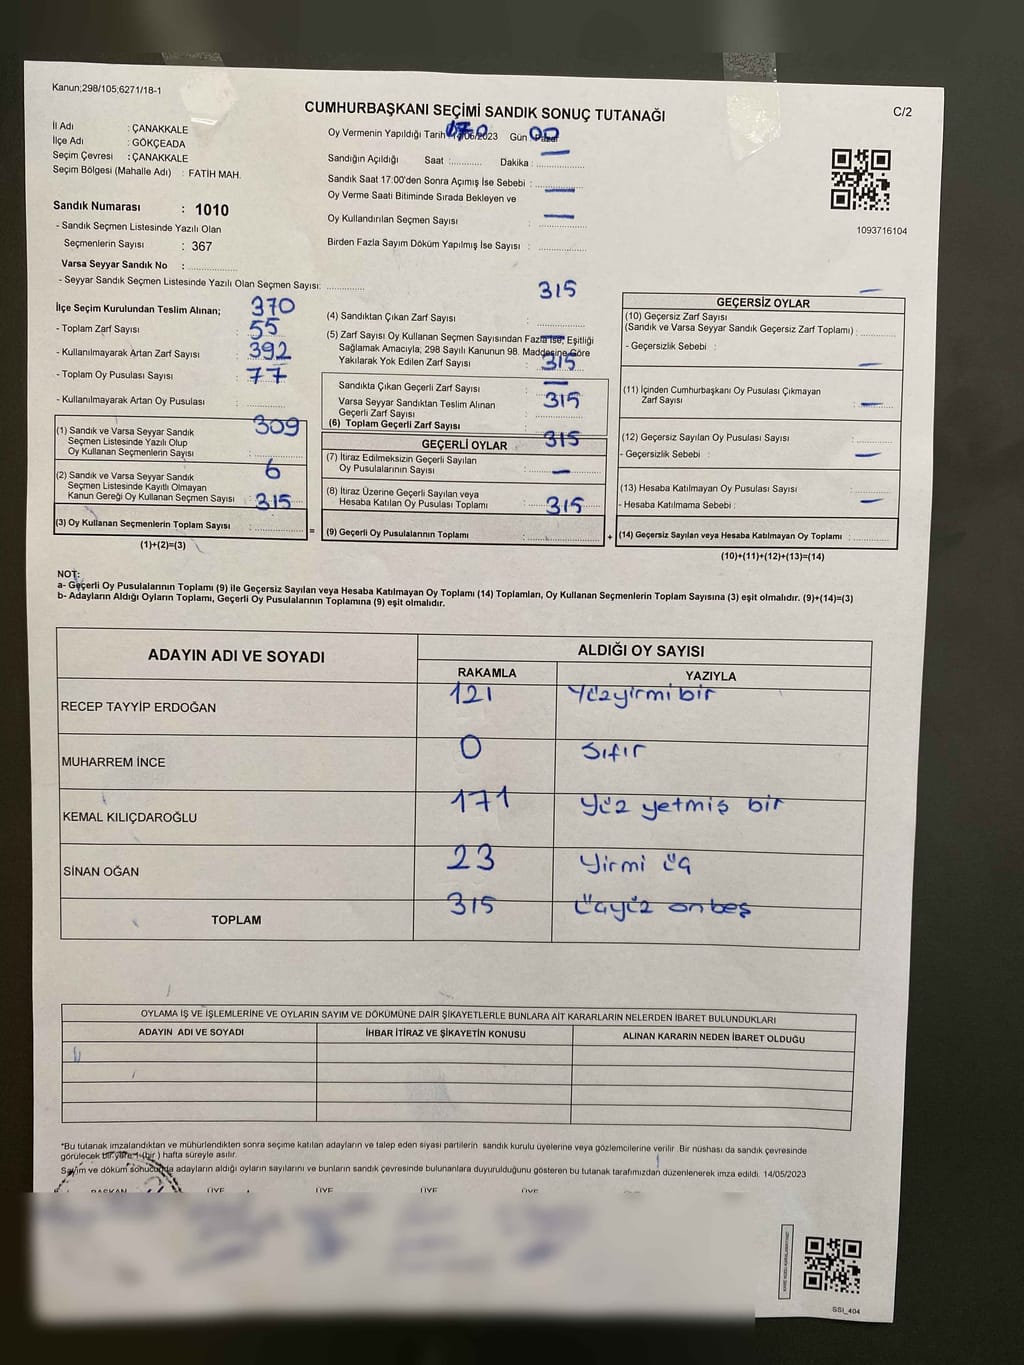 Kanun;298/105;6271/18-1
C/2
CUMHURBAŞKANI SEÇİMİ SANDIK SONUÇ TUTANAĞI
İl Adı : ÇANAKKALE
İlçe Adı : GÖKÇEADA
Seçim Çevresi : ÇANAKKALE
Seçim Bölgesi (Mahalle Adı) : FATİH MAH.
Sandık Numarası : 1010
- Sandık Seçmen Listesinde Yazılı Olan
Seçmenlerin Sayısı : 367
Varsa Seyyar Sandık No :
- Seyyar Sandık Seçmen Listesinde Yazılı Olan Seçmen Sayısı:
Oy Vermenin Yapıldığı Tarih 2023 Gün
Sandığın Açıldığı Saat : Dakika :
Sandık Saat 17:00'den Sonra Açımış İse Sebebi :
Oy Verme Saati Bitiminde Sırada Bekleyen ve
Oy Kullandırılan Seçmen Sayısı :
Birden Fazla Sayım Döküm Yapılmış İse Sayısı :
1093716104
İlçe Seçim Kurulundan Teslim Alınan; 370
- Toplam Zarf Sayısı : 55
- Kullanılmayarak Artan Zarf Sayısı : 392
- Toplam Oy Pusulası Sayısı : 77
- Kullanılmayarak Artan Oy Pusulası :
(1) Sandık ve Varsa Seyyar Sandık 309
Seçmen Listesinde Yazılı Olup
Oy Kullanan Seçmenlerin Sayısı :
(2) Sandık ve Varsa Seyyar Sandık 6
Seçmen Listesinde Kayıtlı Olmayan
Kanun Gereği Oy Kullanan Seçmen Sayısı : 315
(3) Oy Kullanan Seçmenlerin Toplam Sayısı :
(1)+(2)=(3)
315
(4) Sandıktan Çıkan Zarf Sayısı :
(5) Zarf Sayısı Oy Kullanan Seçmen Sayısından Fazla İse, Eşitliği
Sağlamak Amacıyla, 298 Sayılı Kanunun 98. Maddesine Göre
Yakılarak Yok Edilen Zarf Sayısı : 315
Sandıkta Çıkan Geçerli Zarf Sayısı : —
Varsa Seyyar Sandıktan Teslim Alınan 315
Geçerli Zarf Sayısı :
(6) Toplam Geçerli Zarf Sayısı :
GEÇERLİ OYLAR 315
(7) İtiraz Edilmeksizin Geçerli Sayılan
Oy Pusulalarının Sayısı : —
(8) İtiraz Üzerine Geçerli Sayılan veya
Hesaba Katılan Oy Pusulası Toplamı : 315
= (9) Geçerli Oy Pusulalarının Toplamı :
GEÇERSİZ OYLAR
(10) Geçersiz Zarf Sayısı
(Sandık ve Varsa Seyyar Sandık Geçersiz Zarf Toplamı) :
- Geçersizlik Sebebi :
(11) İçinden Cumhurbaşkanı Oy Pusulası Çıkmayan
Zarf Sayısı :
(12) Geçersiz Sayılan Oy Pusulası Sayısı :
- Geçersizlik Sebebi :
(13) Hesaba Katılmayan Oy Pusulası Sayısı :
- Hesaba Katılmama Sebebi :
+ (14) Geçersiz Sayılan veya Hesaba Katılmayan Oy Toplamı :
(10)+(11)+(12)+(13)=(14)
NOT:
a- Geçerli Oy Pusulalarının Toplamı (9) ile Geçersiz Sayılan veya Hesaba Katılmayan Oy Toplamı (14) Toplamları, Oy Kullanan Seçmenlerin Toplam Sayısına (3) eşit olmalıdır. (9)+(14)=(3)
b- Adayların Aldığı Oyların Toplamı, Geçerli Oy Pusulalarının Toplamına (9) eşit olmalıdır.
ADAYIN ADI VE SOYADI
ALDIĞI OY SAYISI
RAKAMLA YAZIYLA
RECEP TAYYİP ERDOĞAN 121 Yüzyirmi bir
MUHARREM İNCE 0 Sıfır
KEMAL KILIÇDAROĞLU 171 Yüz yetmiş bir
SİNAN OĞAN 23 Yirmi üç
TOPLAM 315 Üçyüz onbeş
OYLAMA İŞ VE İŞLEMLERİNE VE OYLARIN SAYIM VE DÖKÜMÜNE DAİR ŞİKAYETLERLE BUNLARA AİT KARARLARIN NELERDEN İBARET BULUNDUKLARI
ADAYIN ADI VE SOYADI İHBAR İTİRAZ VE ŞİKAYETİN KONUSU ALINAN KARARIN NEDEN İBARET OLDUĞU
*Bu tutanak imzalandıktan ve mühürlendikten sonra seçime katılan adayların ve talep eden siyasi partilerin sandık kurulu üyelerine veya gözlemcilerine verilir. Bir nüshası da sandık çevresinde
görülecek bir yere 1 (bir) hafta süreyle asılır.
Sayım ve döküm sonucunda adayların aldığı oyların sayılarını ve bunların sandık çevresinde bulunanlara duyurulduğunu gösteren bu tutanak tarafımızdan düzenlenerek imza edildi. 14/05/2023
BAŞKAN ÜYE ÜYE ÜYE ÜYE
SSI_404